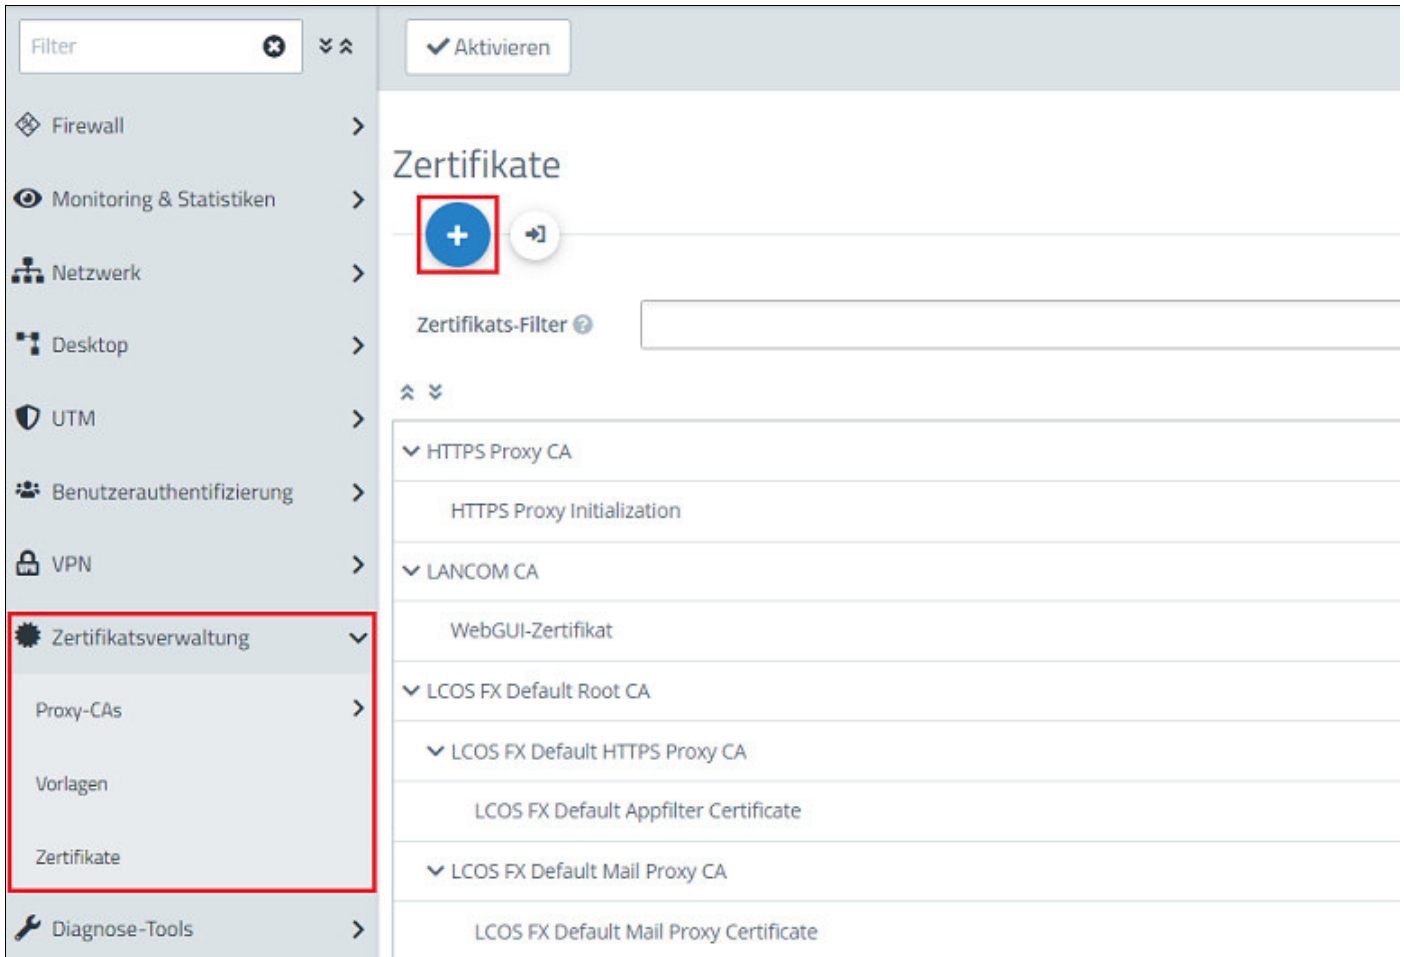 Filter
Aktivieren
Firewall
Monitoring & Statistiken
Netzwerk
Desktop
UTM
Benutzerauthentifizierung
VPN
Zertifikatsverwaltung
Proxy-CAs
Vorlagen
Zertifikate
Diagnose-Tools
Zertifikate
Zertifikats-Filter
HTTPS Proxy CA
HTTPS Proxy Initialization
LANCOM CA
WebGUI-Zertifikat
LCOS FX Default Root CA
LCOS FX Default HTTPS Proxy CA
LCOS FX Default Appfilter Certificate
LCOS FX Default Mail Proxy CA
LCOS FX Default Mail Proxy Certificate